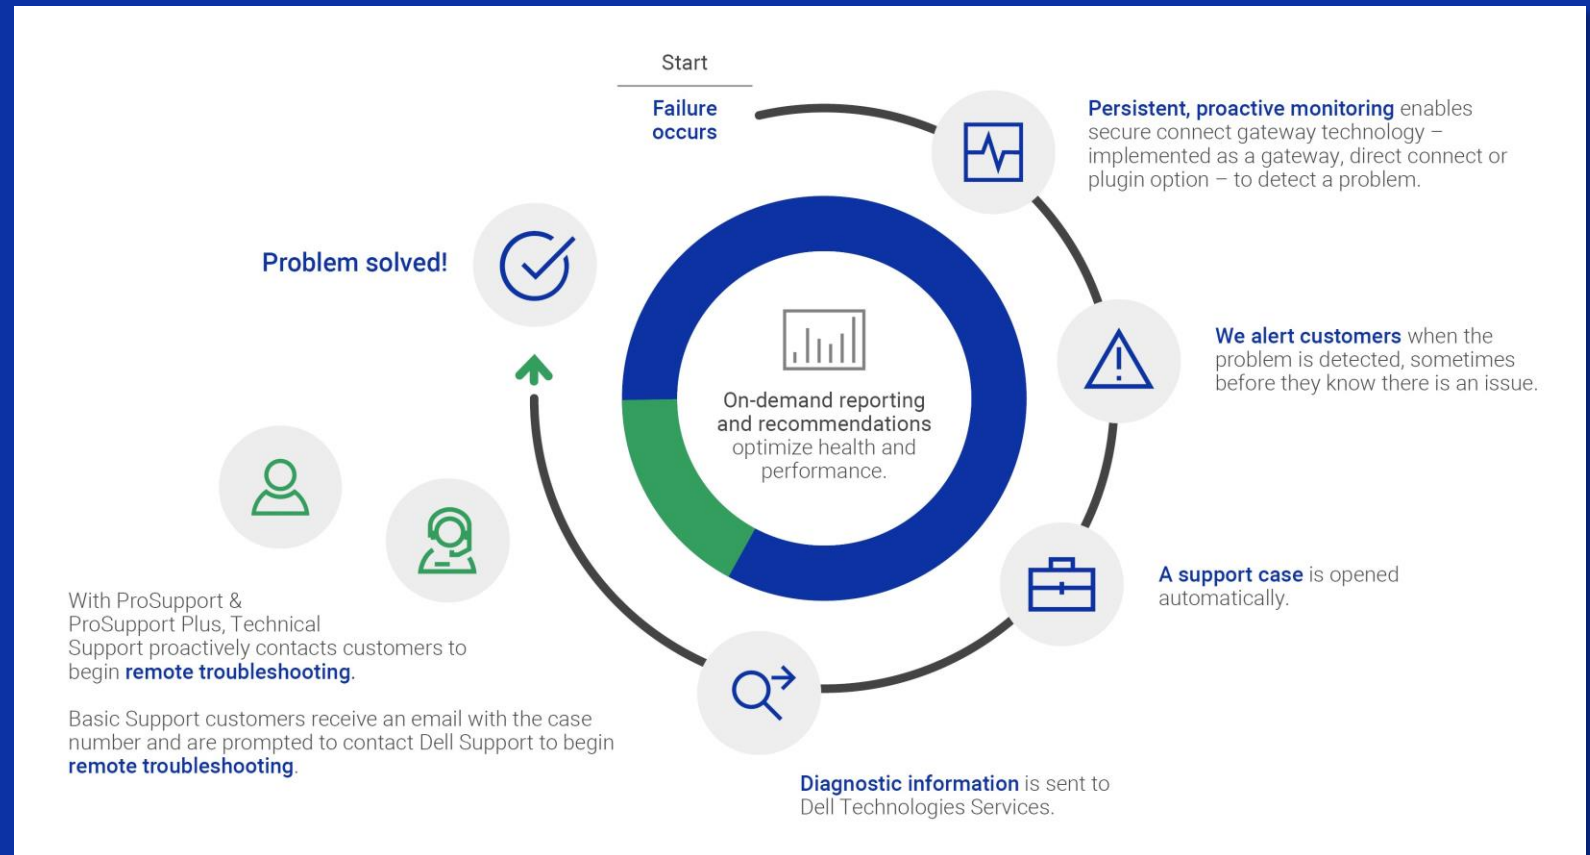 Start
Failure
occurs
Persistent, proactive monitoring enables
secure connect gateway technology –
implemented as a gateway, direct connect or
plugin option – to detect a problem.
We alert customers when the
problem is detected, sometimes
before they know there is an issue.
A support case is opened
automatically.
Diagnostic information is sent to
Dell Technologies Services.
With ProSupport &
ProSupport Plus, Technical
Support proactively contacts customers to
begin remote troubleshooting.
Basic Support customers receive an email with the case
number and are prompted to contact Dell Support to begin
remote troubleshooting.
Problem solved!
On-demand reporting
and recommendations
optimize health and
performance.